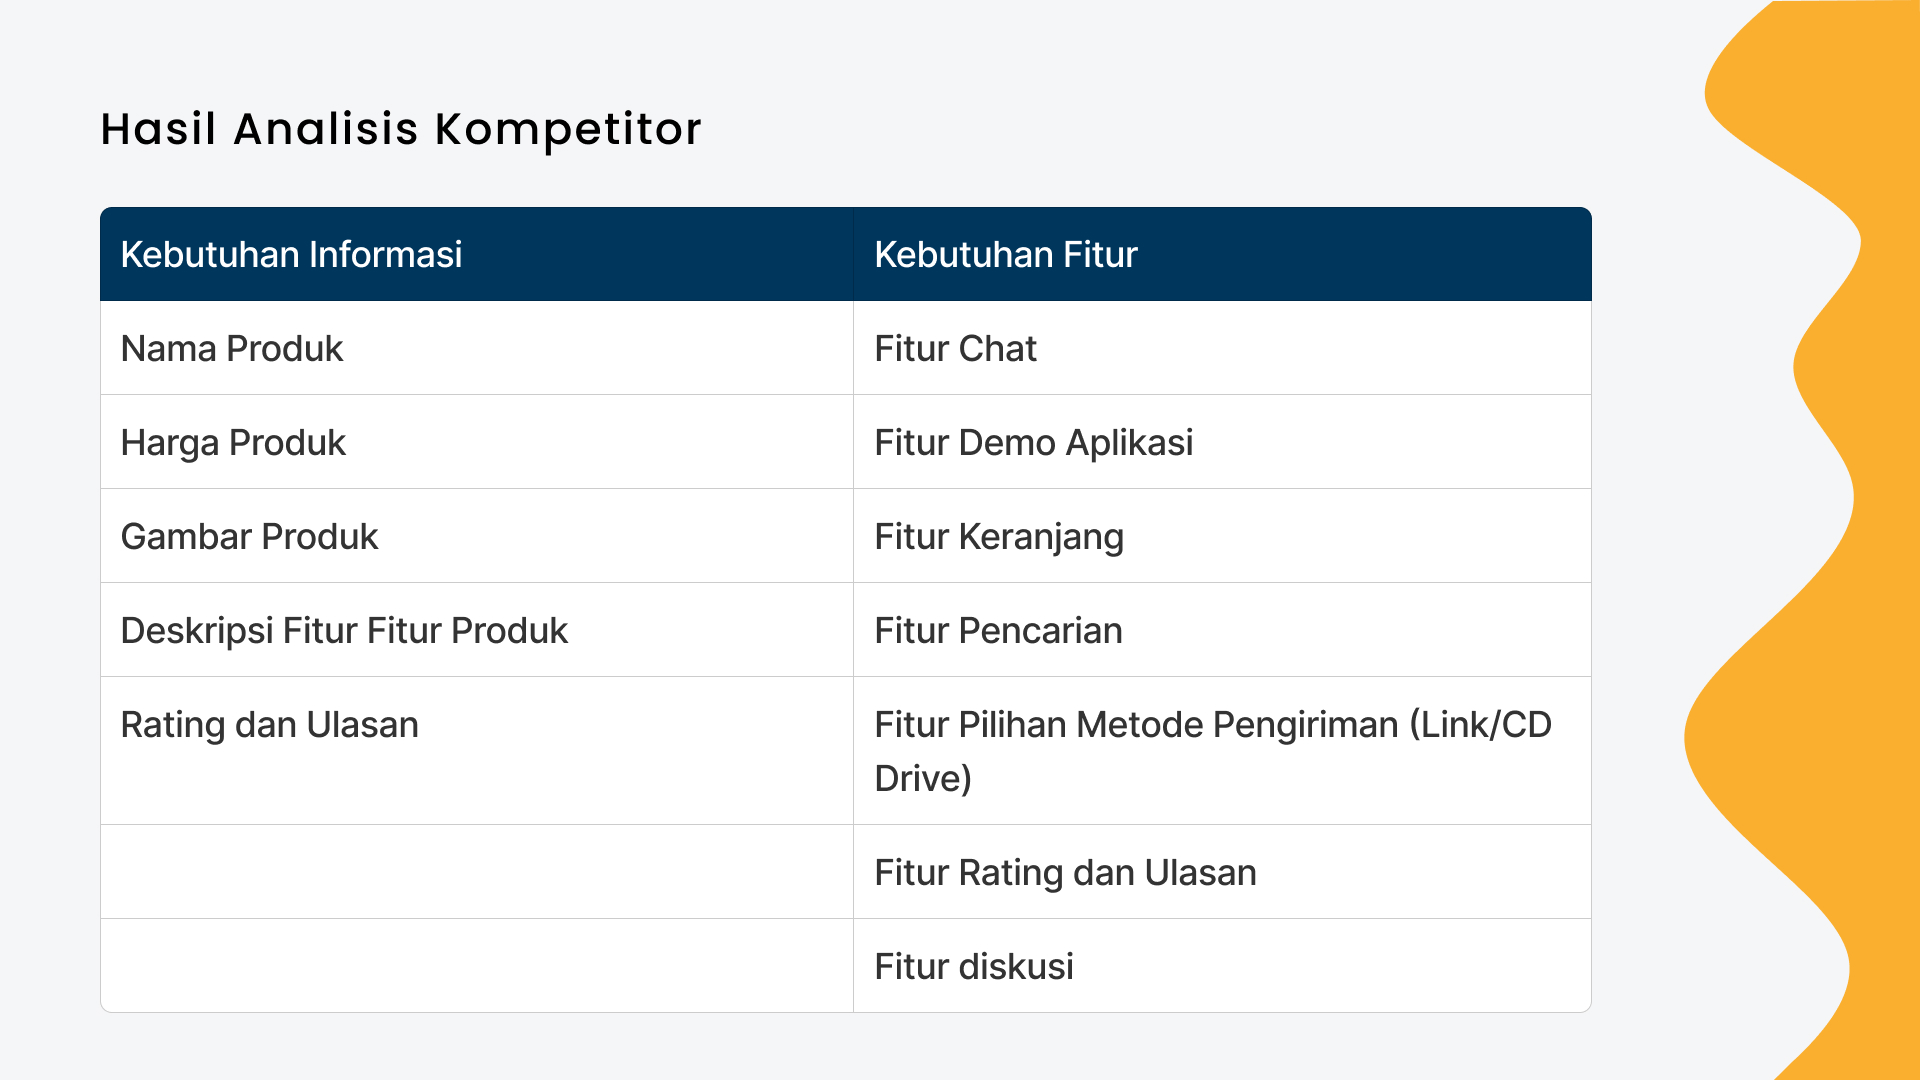 Hasil Analisis Kompetitor
Kebutuhan Informasi
Kebutuhan Fitur
Nama Produk
Fitur Chat
Harga Produk
Fitur Demo Aplikasi
Gambar Produk
Fitur Keranjang
Deskripsi Fitur Fitur Produk
Fitur Pencarian
Rating dan Ulasan
Fitur Pilihan Metode Pengiriman (Link/CD
Drive)
Fitur Rating dan Ulasan
Fitur diskusi